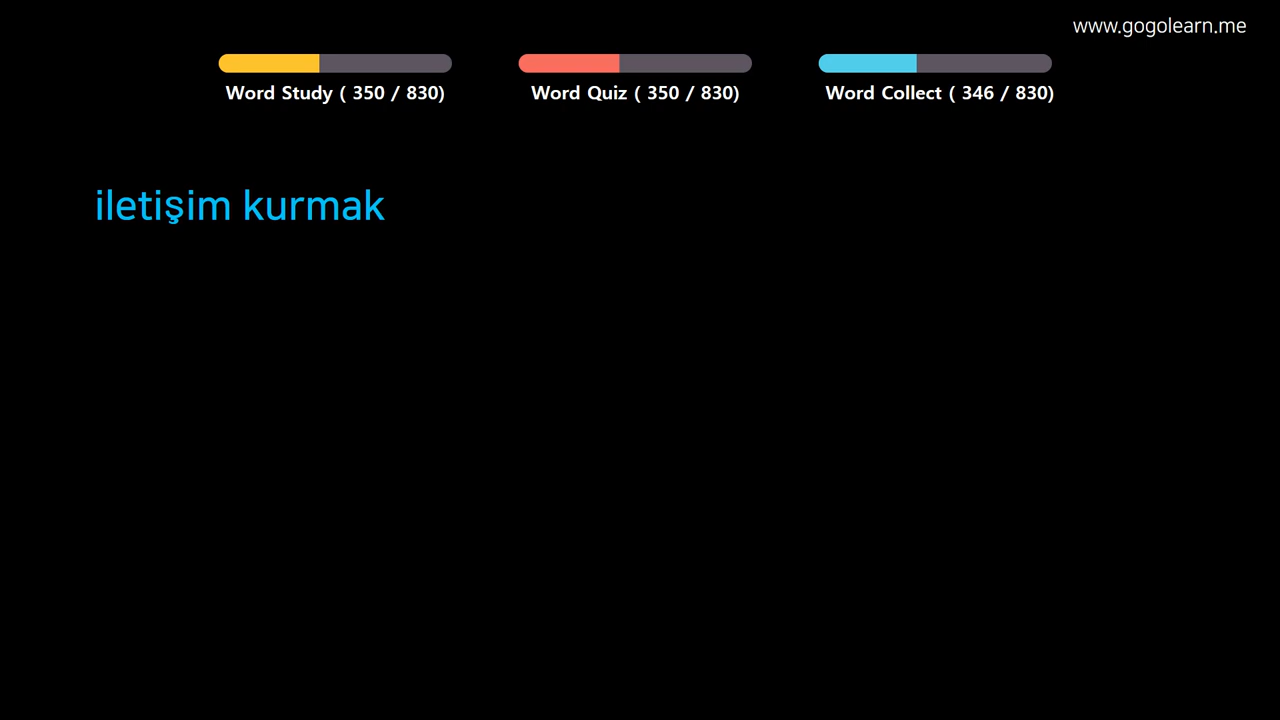 www.gogolearn.me
Word Study ( 350 / 830)
Word Quiz ( 350 / 830)
Word Collect ( 346 / 830)
iletişim kurmak